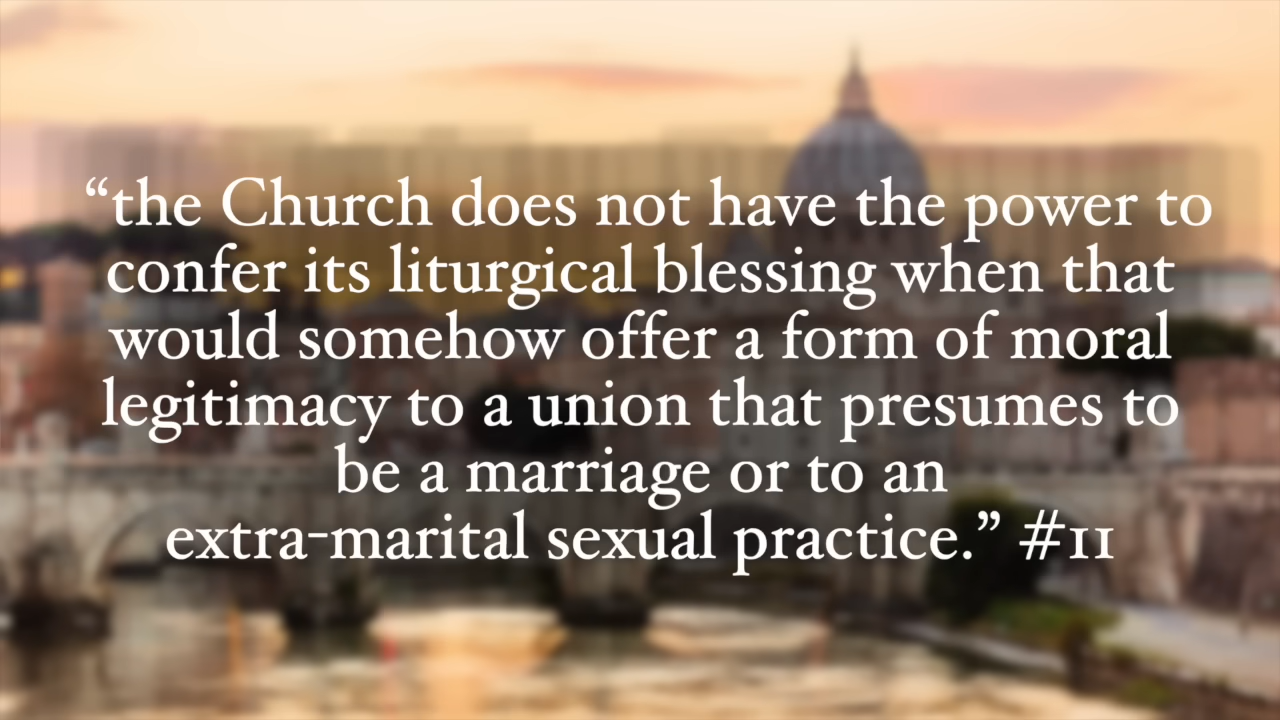 “the Church does not have the power to
confer its liturgical blessing when that
would somehow offer a form of moral
legitimacy to a union that presumes to
be a marriage or to an
extra-marital sexual practice.” #11